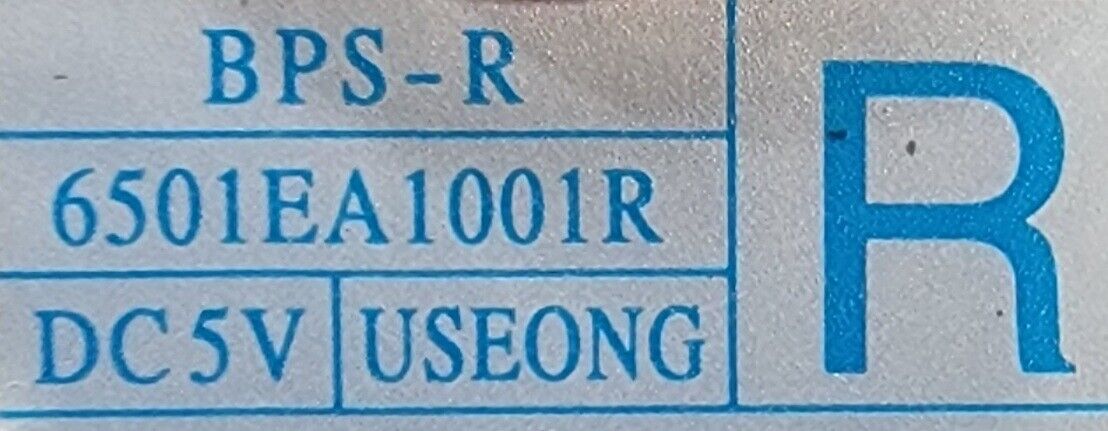 BPS-R
6501EA1001R
DC5V USEONG
R